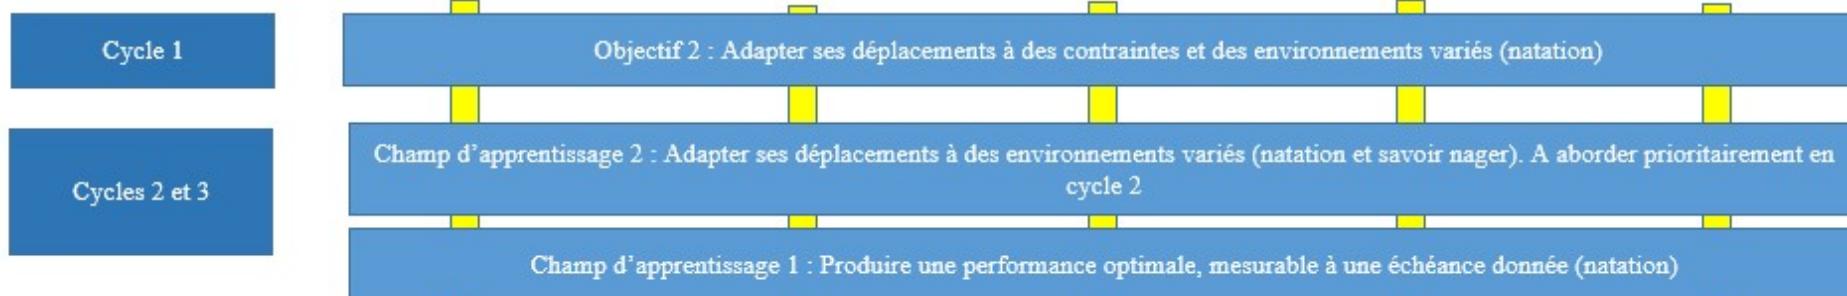 Cycle 1
Objectif 2 : Adapter ses déplacements à des contraintes et des environnements variés (natation)
Cycles 2 et 3
Champ d’apprentissage 2 : Adapter ses déplacements à des environnements variés (natation et savoir nager). A aborder prioritairement en
cycle 2
Champ d’apprentissage 1 : Produire une performance optimale, mesurable à une échéance donnée (natation)